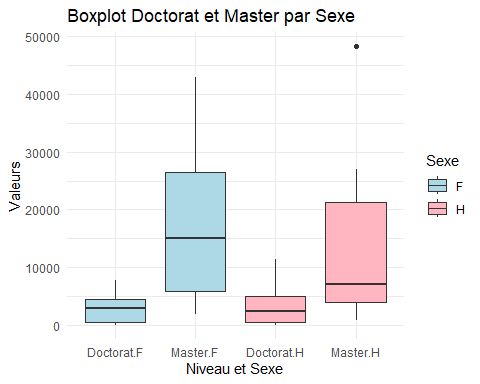 Boxplot Doctorat et Master par Sexe
50000
40000
30000
20000
10000
0
Valeurs
Doctorat.F
Master.F
Doctorat.H
Master.H
Niveau et Sexe
Sexe
F
H